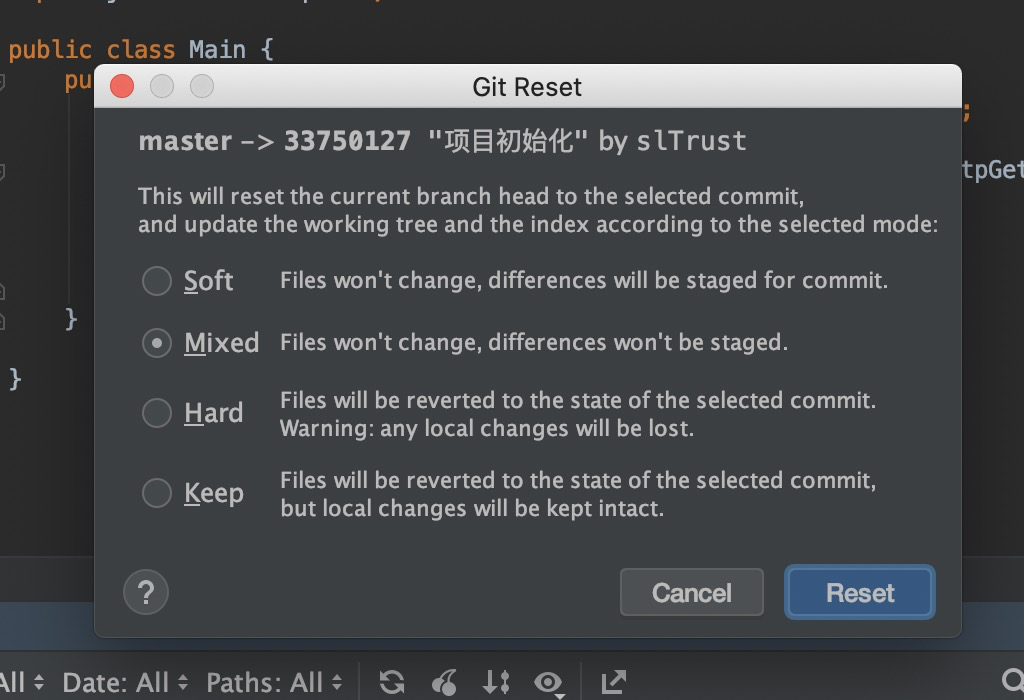 public class Main {
pu
Git Reset
;
master -> 33750127 "项目初始化" by slTrust
tpGet
This will reset the current branch head to the selected commit,
and update the working tree and the index according to the selected mode:
Soft Files won't change, differences will be staged for commit.
}
Mixed Files won't change, differences won't be staged.
}
Hard Files will be reverted to the state of the selected commit.
Warning: any local changes will be lost.
Keep Files will be reverted to the state of the selected commit,
but local changes will be kept intact.
? Cancel Reset
All Date: All Paths: All